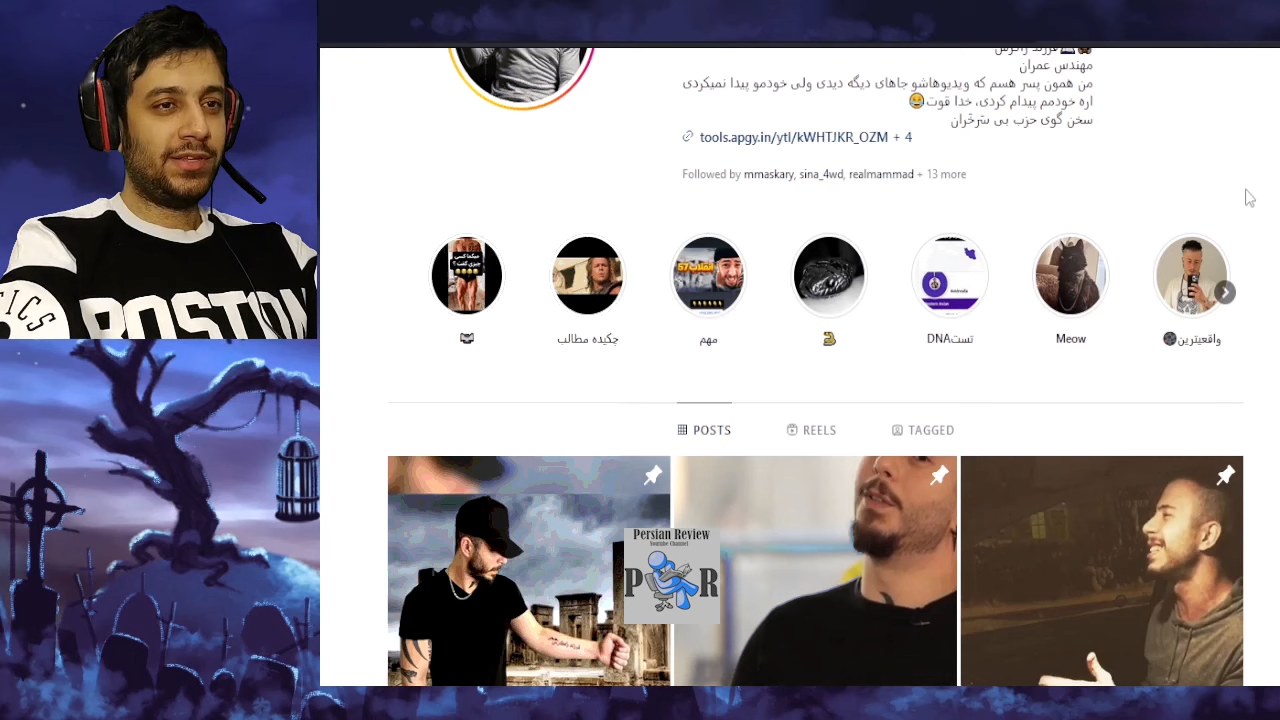 مهندس عمران
من همون پسر هسم که ویدیوهاشو جاهای دیگه دیدی ولی خودمو پیدا نمیکردی
اره خودمم پیدام کردی، خدا قوت😂
سخن گوی حزب بی سَرخَران
tools.apgy.in/ytl/kWHTJKR_OZM + 4
Followed by mmaskary, sina_4wd, realmammad + 13 more
چکیده مطالب
مهم
تستDNA
Meow
واقعیترین
57 انقلاب
POSTS
REELS
TAGGED
Persian Review
Youtube Channel
P R
BOSTON